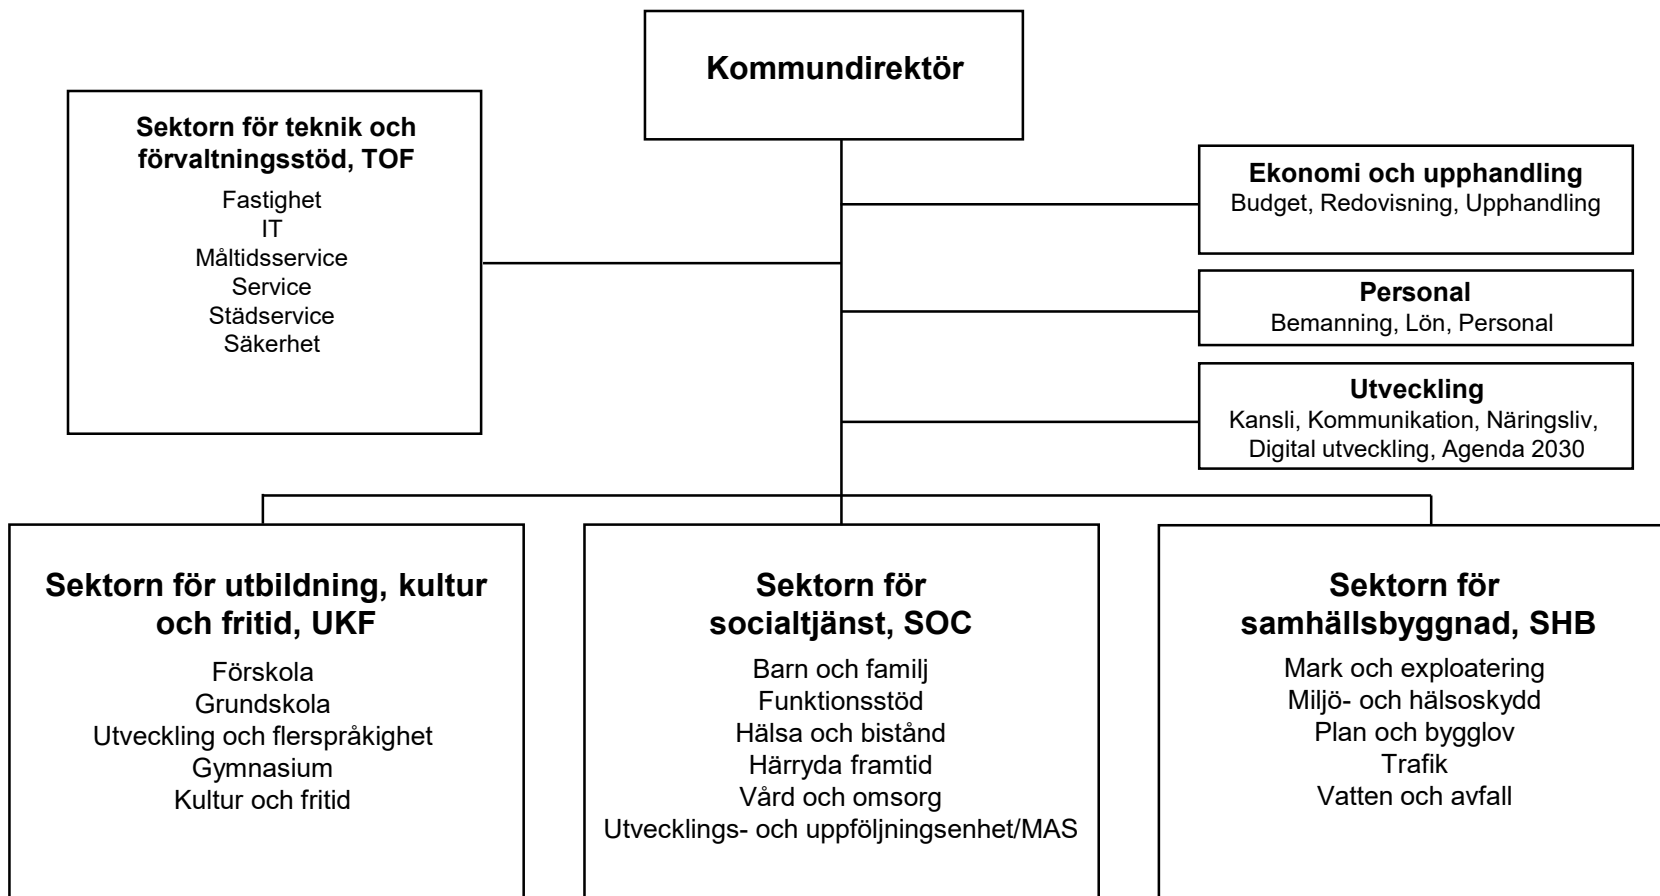 Kommundirektör
Sektorn för teknik och
förvaltningsstöd, TOF
Fastighet
IT
Måltidsservice
Service
Städservice
Säkerhet
Ekonomi och upphandling
Budget, Redovisning, Upphandling
Personal
Bemanning, Lön, Personal
Utveckling
Kansli, Kommunikation, Näringsliv,
Digital utveckling, Agenda 2030
Sektorn för utbildning, kultur
och fritid, UKF
Förskola
Grundskola
Utveckling och flerspråkighet
Gymnasium
Kultur och fritid
Sektorn för
socialtjänst, SOC
Barn och familj
Funktionsstöd
Hälsa och bistånd
Härryda framtid
Vård och omsorg
Utvecklings- och uppföljningsenhet/MAS
Sektorn för
samhällsbyggnad, SHB
Mark och exploatering
Miljö- och hälsoskydd
Plan och bygglov
Trafik
Vatten och avfall